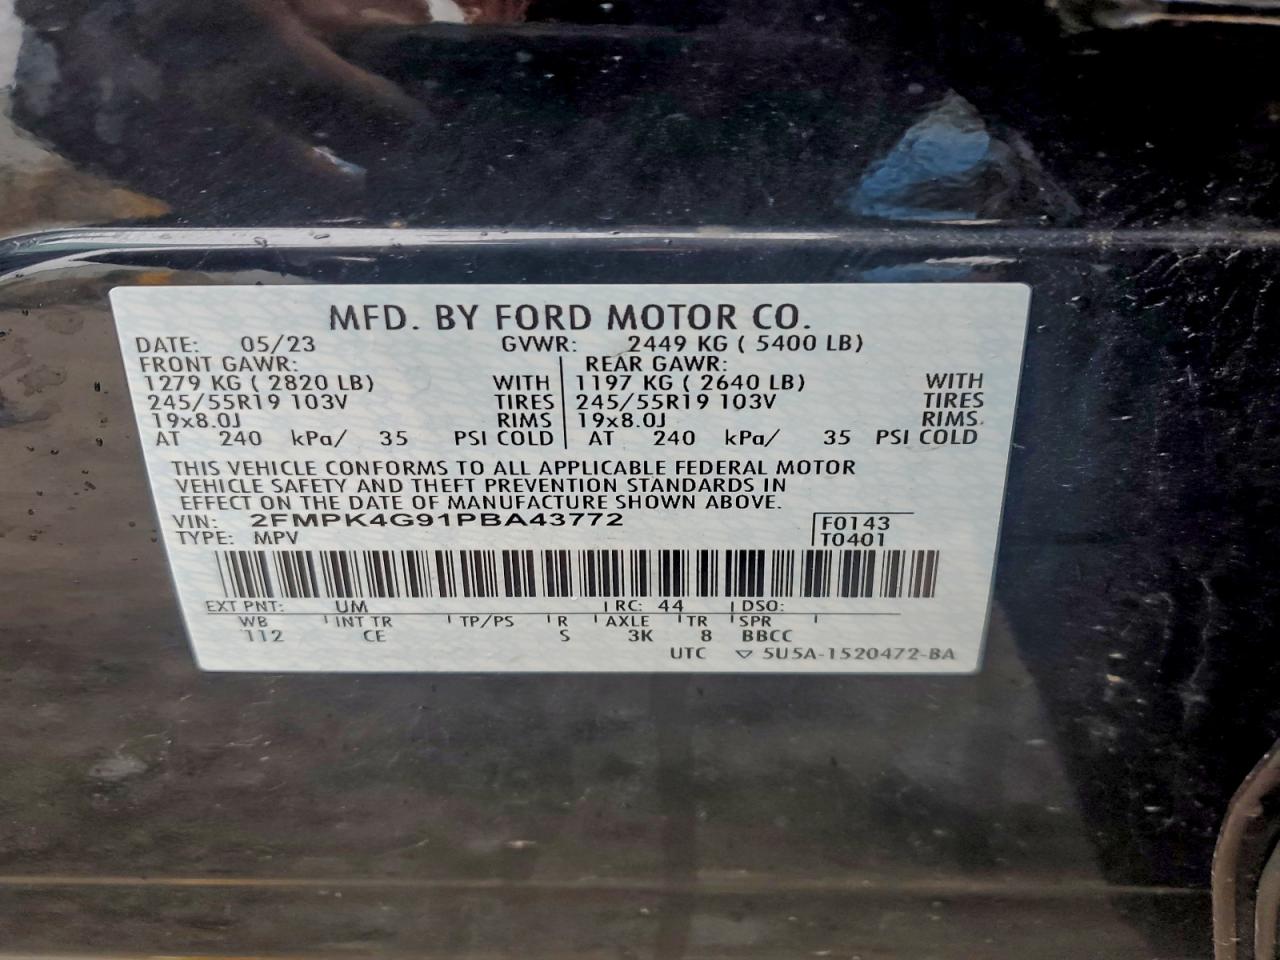 MFD. BY FORD MOTOR CO.
DATE: 05/23 GVWR: 2449 KG ( 5400 LB)
FRONT GAWR: REAR GAWR:
1279 KG ( 2820 LB) WITH 1197 KG ( 2640 LB) WITH
245/55R19 103V TIRES 245/55R19 103V TIRES
19x8.0J RIMS 19x8.0J RIMS
AT 240 kPa/ 35 PSI COLD AT 240 kPa/ 35 PSI COLD
THIS VEHICLE CONFORMS TO ALL APPLICABLE FEDERAL MOTOR
VEHICLE SAFETY AND THEFT PREVENTION STANDARDS IN
EFFECT ON THE DATE OF MANUFACTURE SHOWN ABOVE.
VIN: 2FMPK4G91PBA43772 F0143
TYPE: MPV T0401
EXT PNT: UM RC: 44 DSO:
WB INT TR TP/PS R AXLE TR SPR
112 CE S 3K 8 BBCC
UTC ▽ 5U5A-1520472-BA